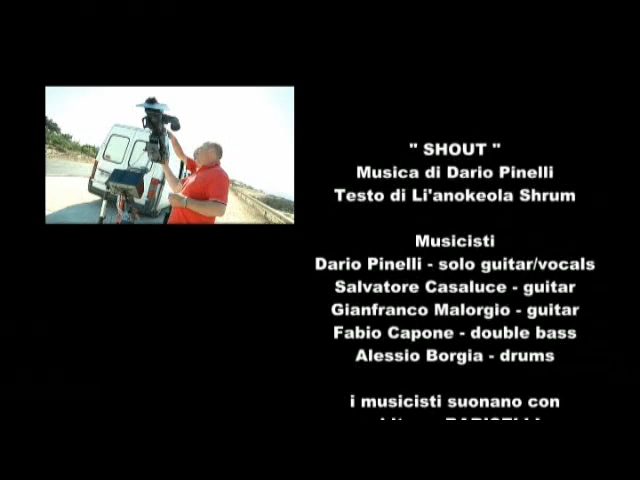 " SHOUT "
Musica di Dario Pinelli
Testo di Li'anokeola Shrum
Musicisti
Dario Pinelli - solo guitar/vocals
Salvatore Casaluce - guitar
Gianfranco Malorgio - guitar
Fabio Capone - double bass
Alessio Borgia - drums
i musicisti suonano con